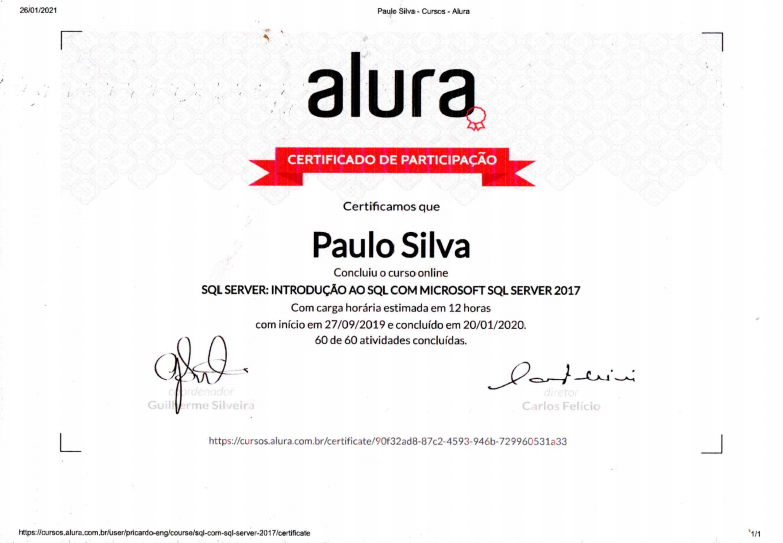 26/01/2021
Paulo Silva - Cursos - Alura
alura
CERTIFICADO DE PARTICIPAÇÃO
Certificamos que
Paulo Silva
Concluiu o curso online
SQL SERVER: INTRODUÇÃO AO SQL COM MICROSOFT SQL SERVER 2017
Com carga horária estimada em 12 horas
com início em 27/09/2019 e concluído em 20/01/2020.
60 de 60 atividades concluídas.
coordenador
Guilherme Silveira
diretor
Carlos Felício
https://cursos.alura.com.br/certificate/90f32ad8-87c2-4593-946b-729960531a33
https://cursos.alura.com.br/user/pricardo-eng/course/sql-com-sql-server-2017/certificate
1/1